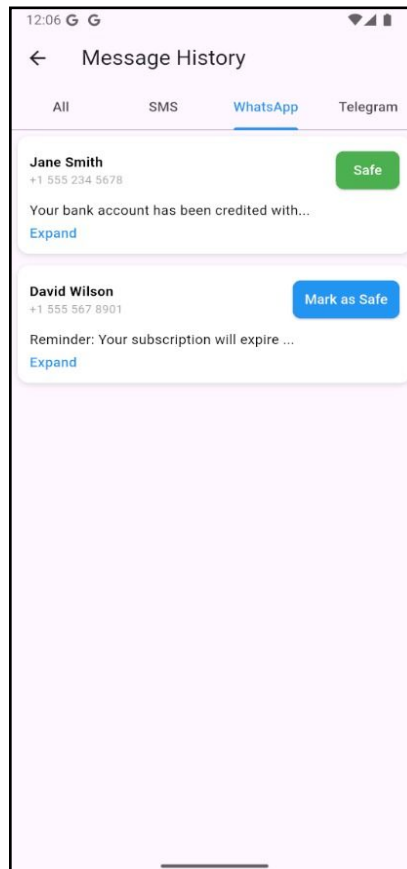 12:06 G G
Message History
All SMS WhatsApp Telegram
Jane Smith
+1 555 234 5678
Safe
Your bank account has been credited with...
Expand
David Wilson
+1 555 567 8901
Mark as Safe
Reminder: Your subscription will expire ...
Expand